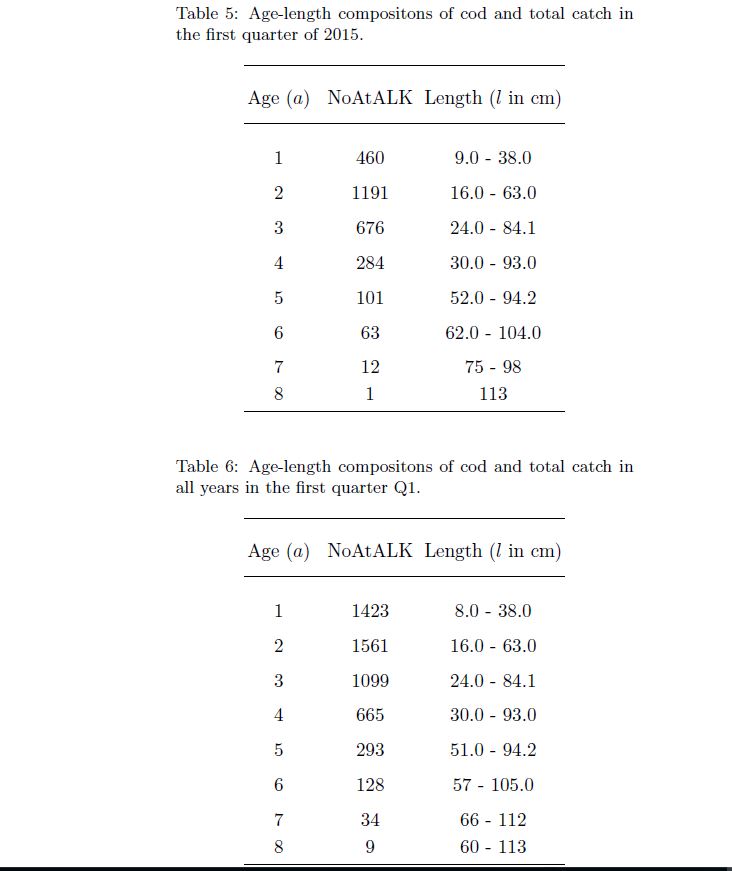 Table 5: Age-length compositons of cod and total catch in
the first quarter of 2015.
Age (a) NoAtALK Length (l in cm)
1 460 9.0 - 38.0
2 1191 16.0 - 63.0
3 676 24.0 - 84.1
4 284 30.0 - 93.0
5 101 52.0 - 94.2
6 63 62.0 - 104.0
7 12 75 - 98
8 1 113
Table 6: Age-length compositons of cod and total catch in
all years in the first quarter Q1.
Age (a) NoAtALK Length (l in cm)
1 1423 8.0 - 38.0
2 1561 16.0 - 63.0
3 1099 24.0 - 84.1
4 665 30.0 - 93.0
5 293 51.0 - 94.2
6 128 57 - 105.0
7 34 66 - 112
8 9 60 - 113